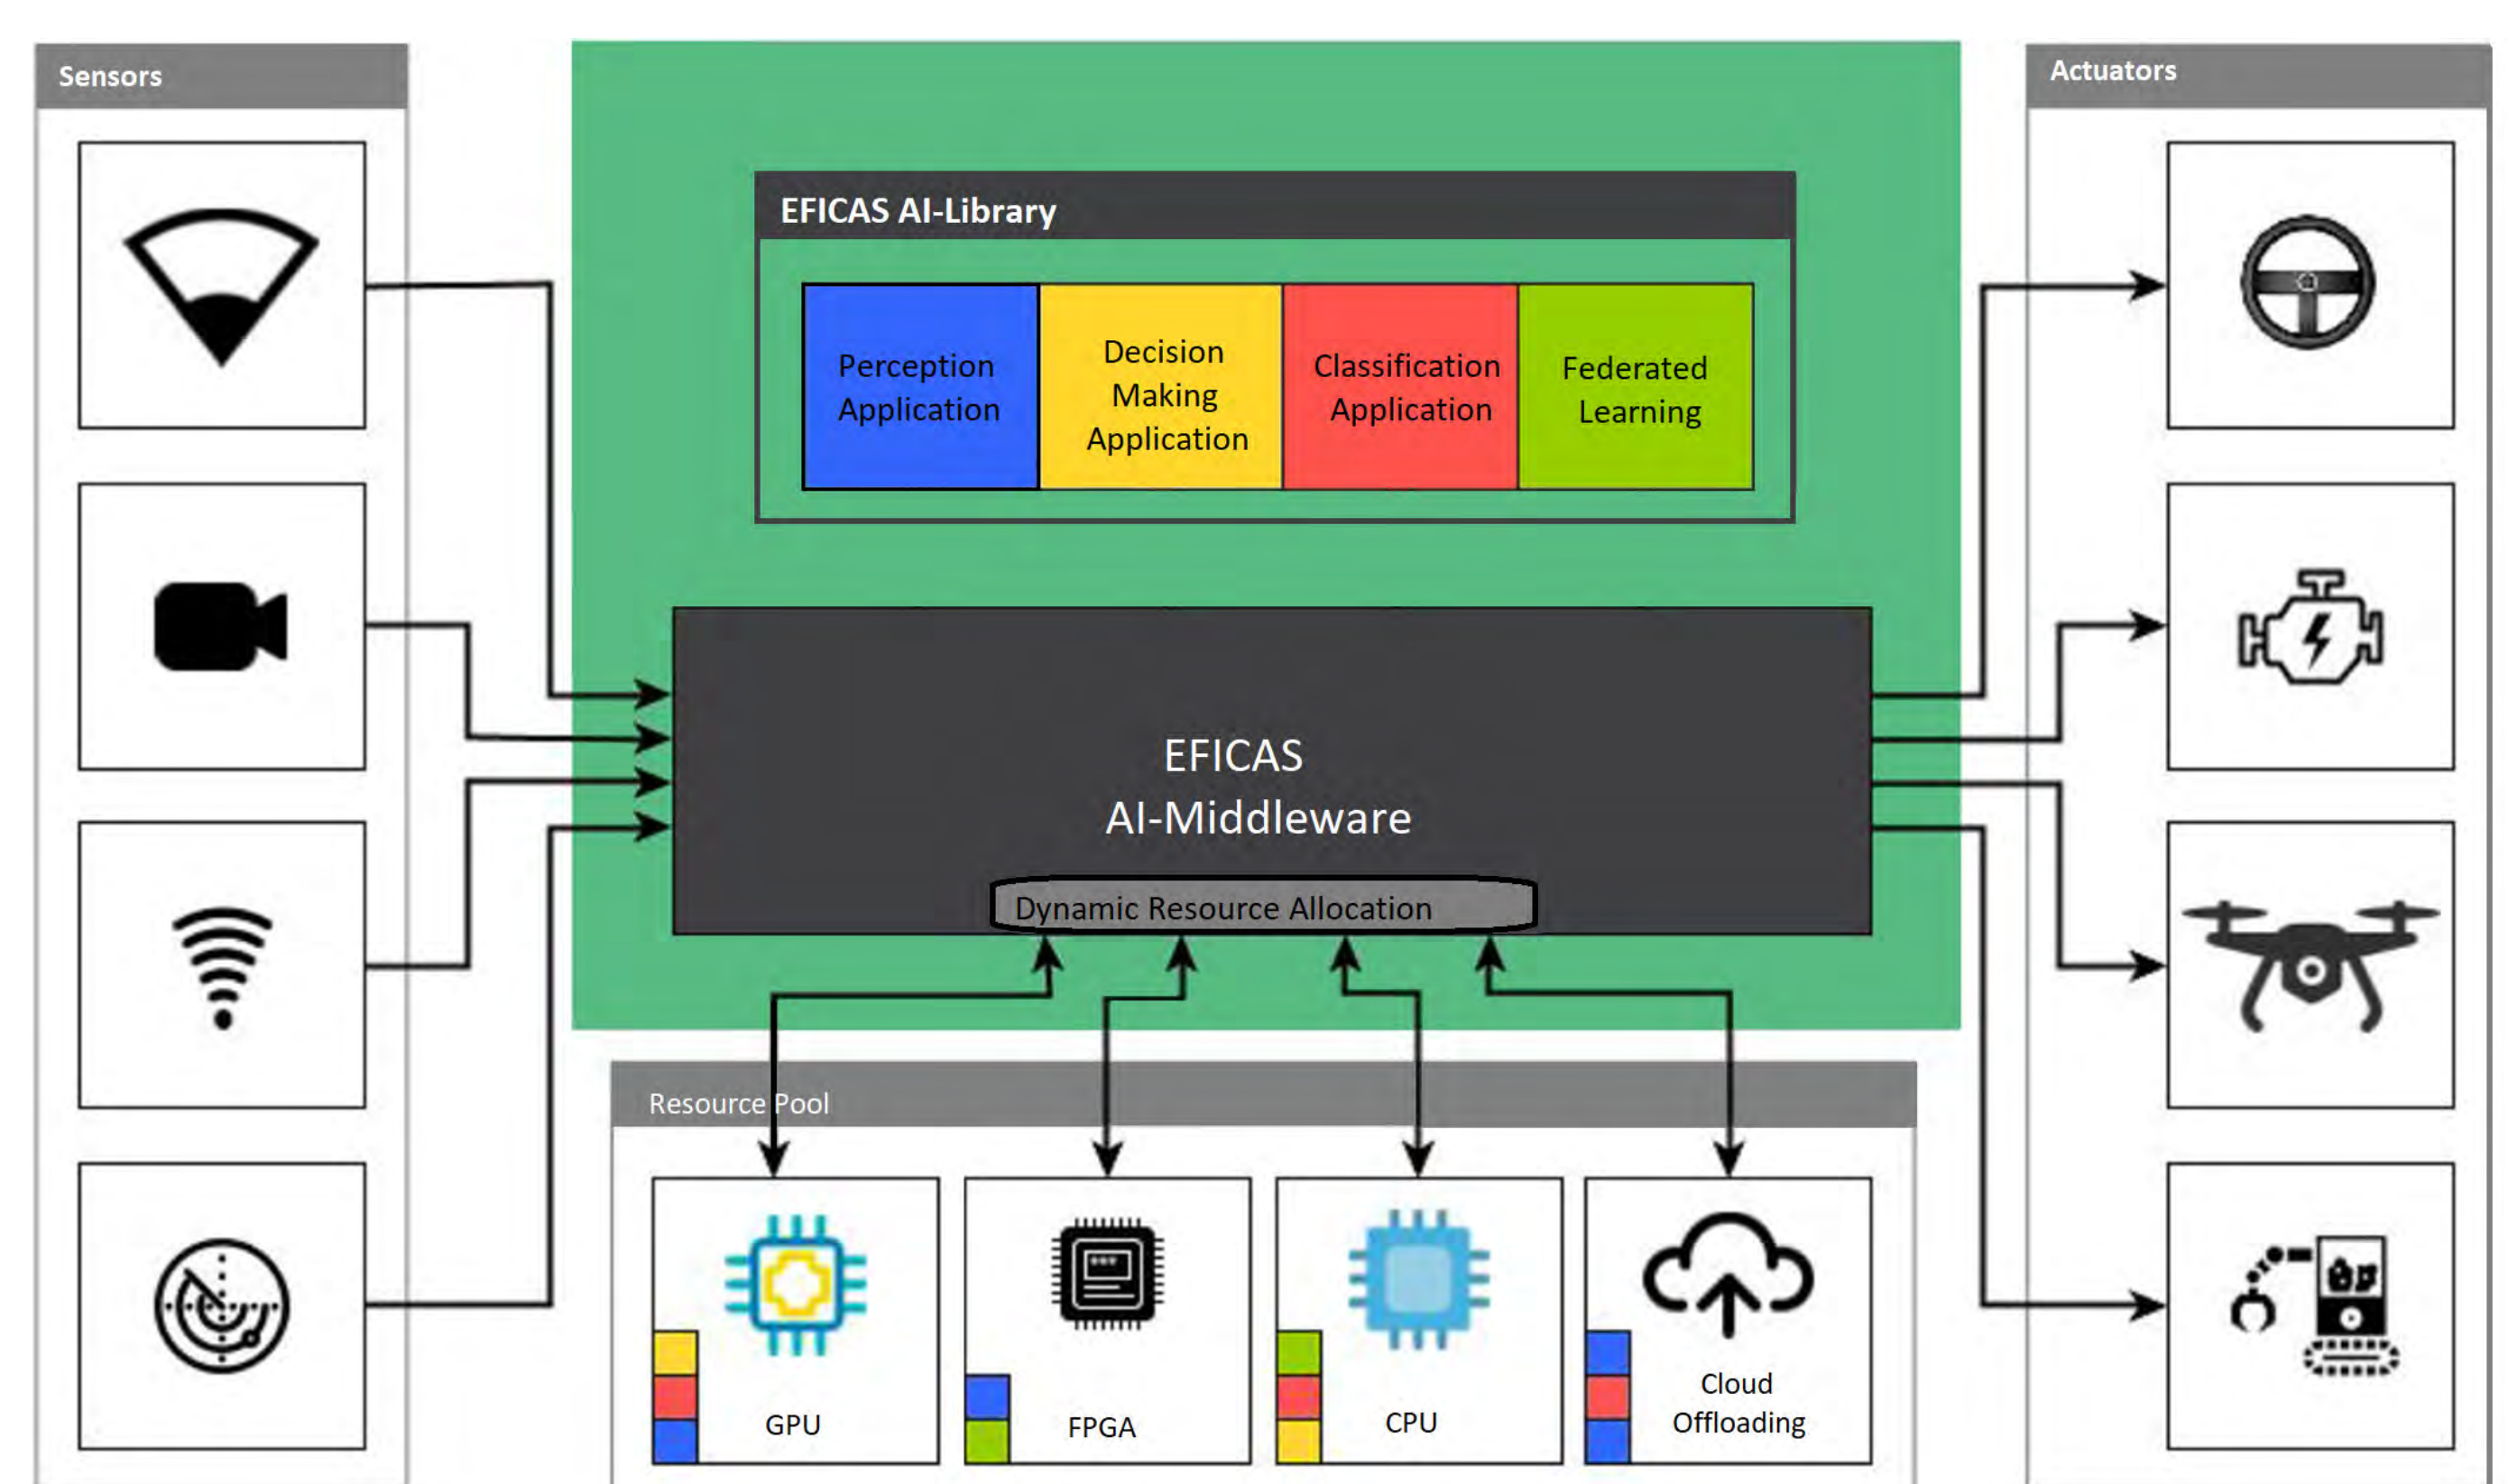 Sensors
Actuators
EFICAS AI-Library
Perception
Application
Decision
Making
Application
Classification
Application
Federated
Learning
EFICAS
AI-Middleware
Dynamic Resource Allocation
Resource Pool
GPU
FPGA
CPU
Cloud
Offloading